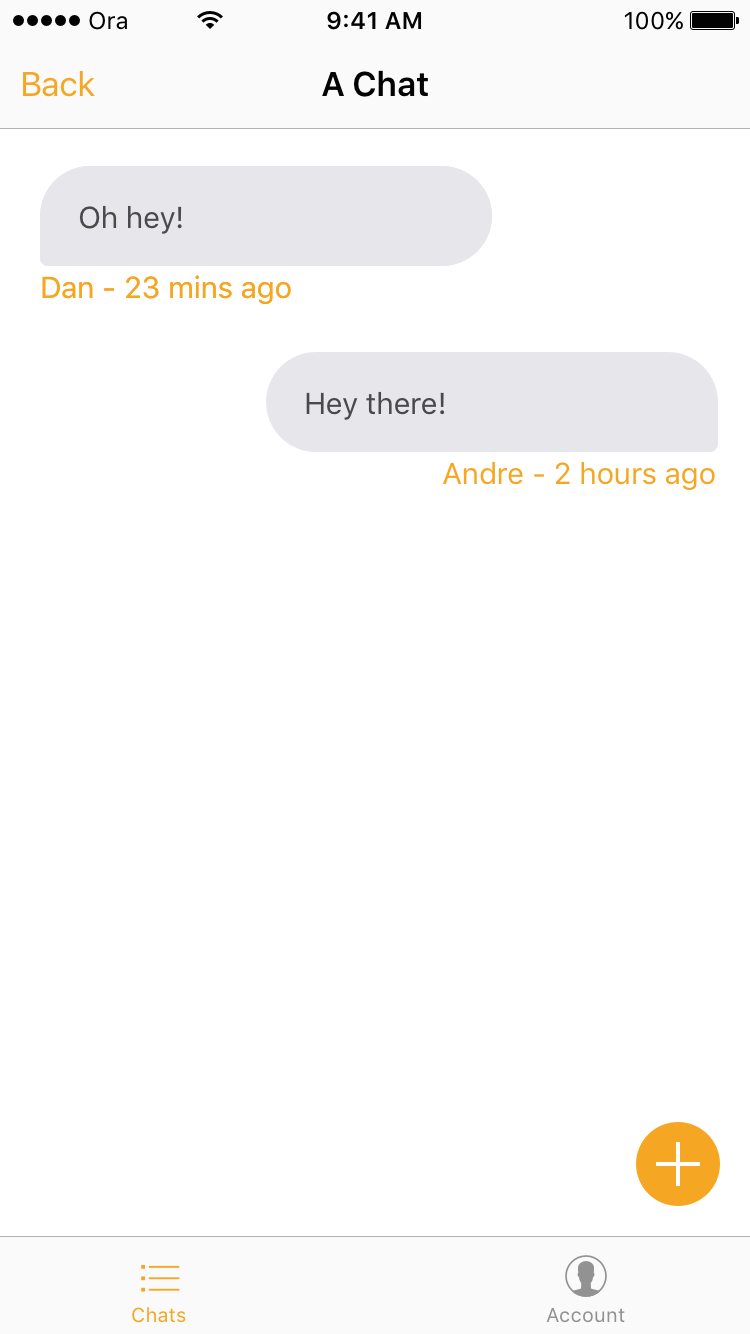 Ora 9:41 AM 100%
Back A Chat
Oh hey!
Dan - 23 mins ago
Hey there!
Andre - 2 hours ago
Chats Account